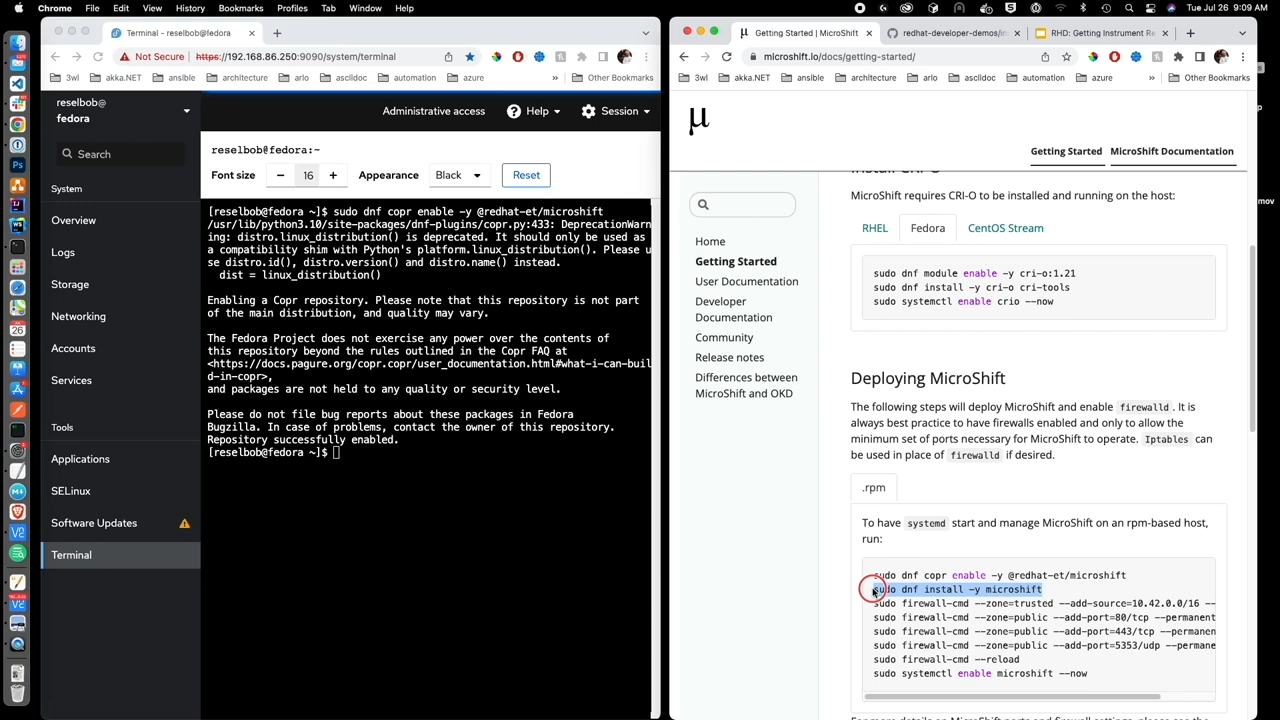 Chrome File Edit View History Bookmarks Profiles Tab Window Help
Tue Jul 26 9:09 AM
Terminal - reselbob@fedora
Not Secure https://192.168.86.250:9090/system/terminal
3wl akka.NET ansible architecture arlo asciidoc automation azure » Other Bookmarks
reselbob@
fedora
Search
System
Overview
Logs
Storage
Networking
Accounts
Services
Tools
Applications
SELinux
Software Updates
Terminal
Administrative access Help Session
reselbob@fedora:~
Font size − 16 + Appearance Black Reset
[reselbob@fedora ~]$ sudo dnf copr enable -y @redhat-et/microshift
/usr/lib/python3.10/site-packages/dnf-plugins/copr.py:433: DeprecationWarn
ing: distro.linux_distribution() is deprecated. It should only be used as
a compatibility shim with Python's platform.linux_distribution(). Please u
se distro.id(), distro.version() and distro.name() instead.
dist = linux_distribution()
Enabling a Copr repository. Please note that this repository is not part
of the main distribution, and quality may vary.
The Fedora Project does not exercise any power over the contents of
this repository beyond the rules outlined in the Copr FAQ at
<https://docs.pagure.org/copr.copr/user_documentation.html#what-i-can-buil
d-in-copr>,
and packages are not held to any quality or security level.
Please do not file bug reports about these packages in Fedora
Bugzilla. In case of problems, contact the owner of this repository.
Repository successfully enabled.
[reselbob@fedora ~]$
Getting Started | MicroShift
redhat-developer-demos/in
RHD: Getting Instrument Re
microshift.io/docs/getting-started/
3wl akka.NET ansible architecture arlo asciidoc automation azure » Other Bookmarks
μ
Getting Started MicroShift Documentation
Home
Getting Started
User Documentation
Developer
Documentation
Community
Release notes
Differences between
MicroShift and OKD
Install CRI-O
MicroShift requires CRI-O to be installed and running on the host:
RHEL Fedora CentOS Stream
sudo dnf module enable -y cri-o:1.21
sudo dnf install -y cri-o cri-tools
sudo systemctl enable crio --now
Deploying MicroShift
The following steps will deploy MicroShift and enable firewalld . It is
always best practice to have firewalls enabled and only to allow the
minimum set of ports necessary for MicroShift to operate. Iptables can
be used in place of firewalld if desired.
.rpm
To have systemd start and manage MicroShift on an rpm-based host,
run:
sudo dnf copr enable -y @redhat-et/microshift
sudo dnf install -y microshift
sudo firewall-cmd --zone=trusted --add-source=10.42.0.0/16 --
sudo firewall-cmd --zone=public --add-port=80/tcp --permanent
sudo firewall-cmd --zone=public --add-port=443/tcp --permanen
sudo firewall-cmd --zone=public --add-port=5353/udp --permane
sudo firewall-cmd --reload
sudo systemctl enable microshift --now